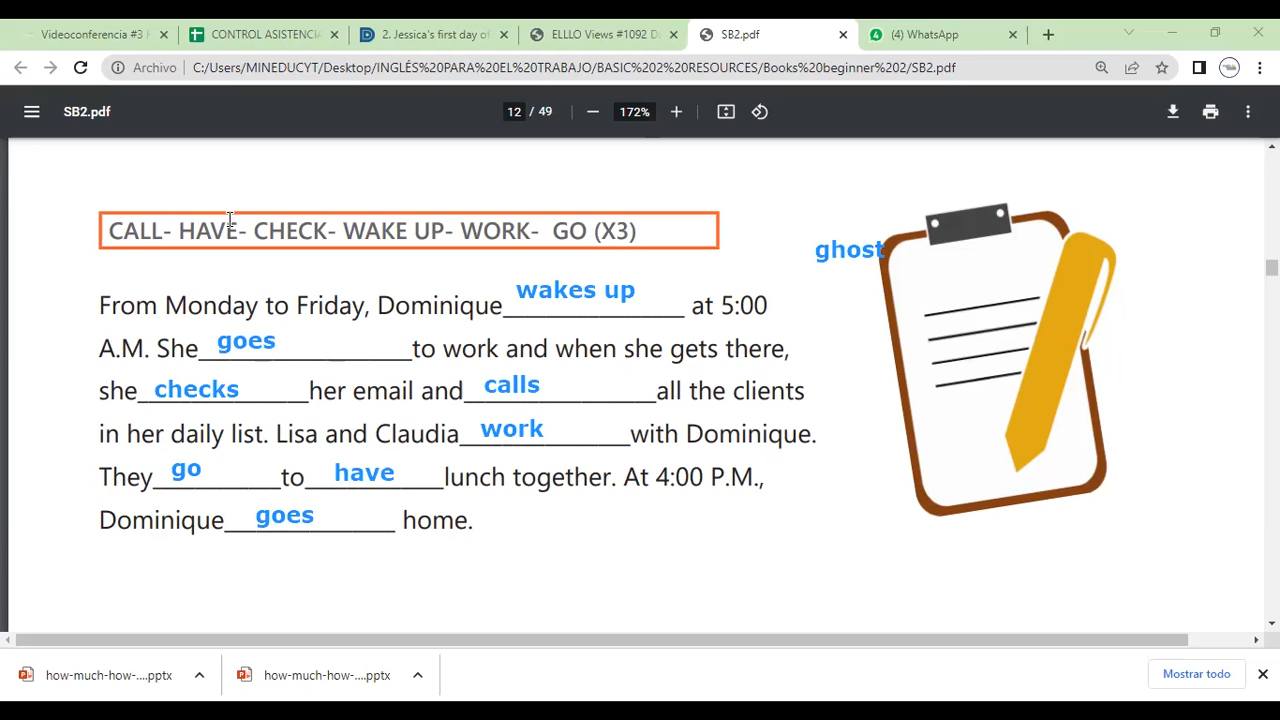 Videoconferencia #3 H
CONTROL ASISTENCIA
2. Jessica's first day of
ELLLO Views #1092 Da
SB2.pdf
(4) WhatsApp
Archivo
C:/Users/MINEDUCYT/Desktop/INGLÉS%20PARA%20EL%20TRABAJO/BASIC%202%20RESOURCES/Books%20beginner%202/SB2.pdf
SB2.pdf
12 / 49
172%
CALL- HAVE- CHECK- WAKE UP- WORK- GO (X3)
ghost
From Monday to Friday, Dominique wakes up at 5:00
A.M. She goes to work and when she gets there,
she checks her email and calls all the clients
in her daily list. Lisa and Claudia work with Dominique.
They go to have lunch together. At 4:00 P.M.,
Dominique goes home.
how-much-how-....pptx
how-much-how-....pptx
Mostrar todo